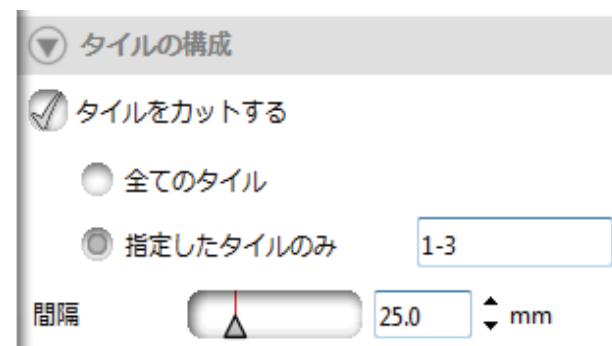 タイルの構成
タイルをカットする
全てのタイル
指定したタイルのみ 1-3
間隔 25.0 mm